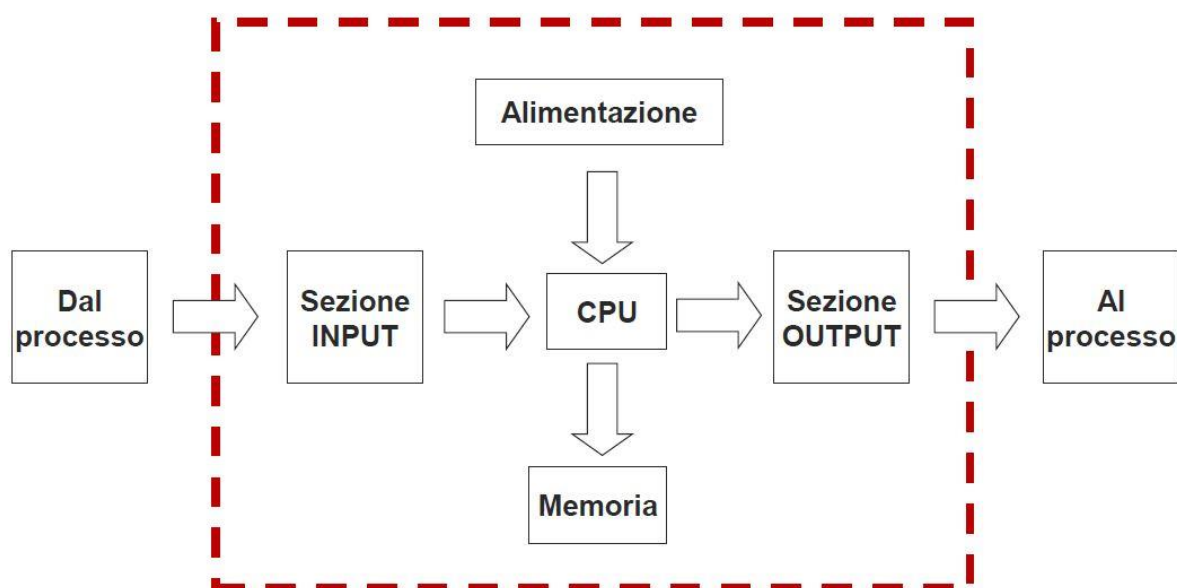 Alimentazione
Dal
processo
Sezione
INPUT
CPU
Sezione
OUTPUT
Al
processo
Memoria